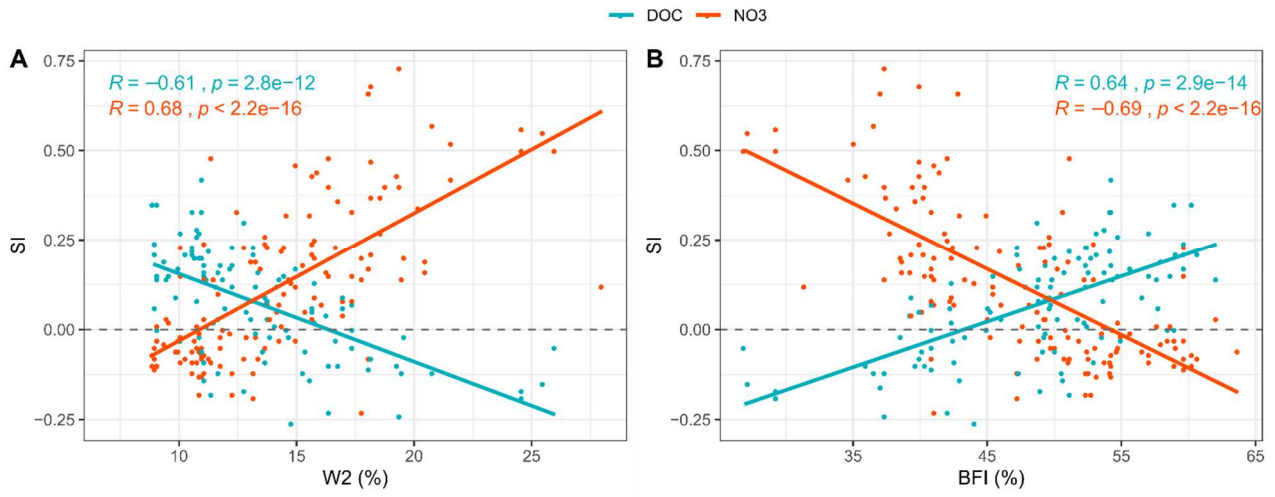 DOC NO3
A
R = −0.61 , p = 2.8e−12
R = 0.68 , p < 2.2e−16
0.75
0.50
0.25
0.00
−0.25
SI
10 15 20 25
W2 (%)
B
R = 0.64 , p = 2.9e−14
R = −0.69 , p < 2.2e−16
0.75
0.50
0.25
0.00
−0.25
SI
35 45 55 65
BFI (%)